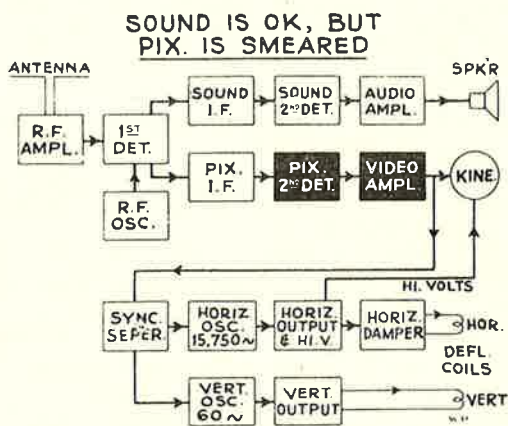 SOUND IS OK, BUT
PIX. IS SMEARED
ANTENNA
R.F.
AMPL.
1ST
DET.
R.F.
OSC.
SOUND
I.F.
SOUND
2ND DET.
AUDIO
AMPL.
SPK'R
PIX.
I.F.
PIX.
2ND DET.
VIDEO
AMPL.
KINE.
HI. VOLTS
SYNC.
SEPER.
HORIZ
OSC.
15,750~
HORIZ.
OUTPUT
& HI.V.
HORIZ.
DAMPER
HOR.
DEFL.
COILS
VERT.
OSC.
60~
VERT.
OUTPUT
VERT